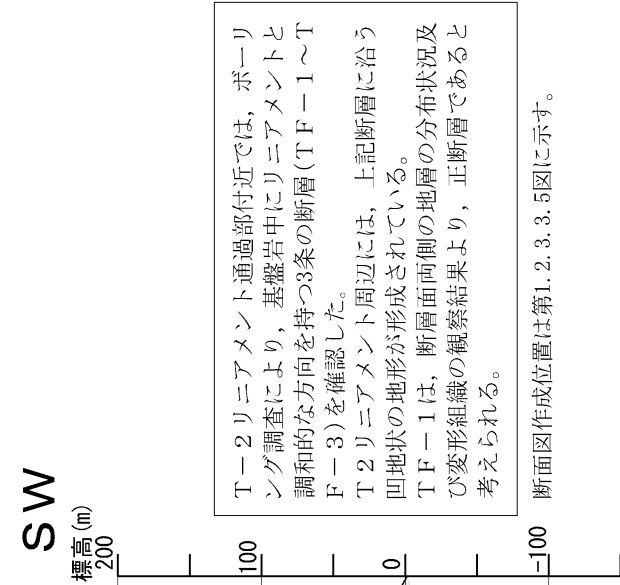 SW
標高(m)
200
100
0
-100
T－2リニアメント通過部付近では，ボーリ
ング調査により，基盤岩中にリニアメントと
調和的な方向を持つ3条の断層(TF－1～T
F－3)を確認した。
T2リニアメント周辺には，上記断層に沿う
凹地状の地形が形成されている。
TF－1は，断層面両側の地層の分布状況及
び変形組織の観察結果より，正断層であると
考えられる。
断面図作成位置は第1.2.3.3.5図に示す。